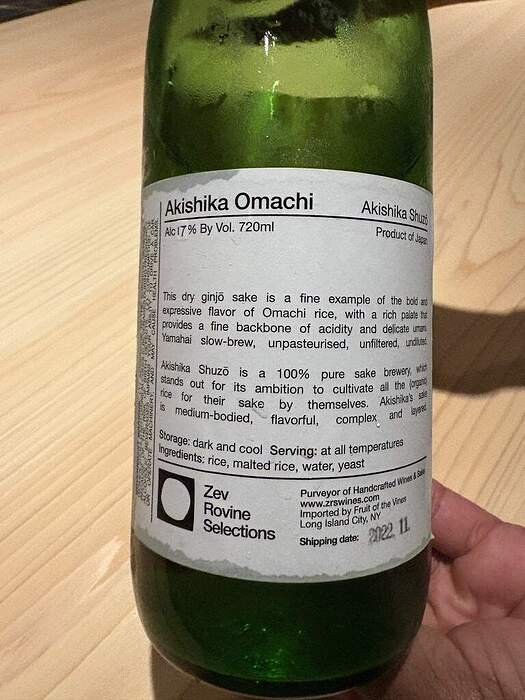 Akishika Omachi
Akishika Shuzō
Alc 17% By Vol. 720ml
Product of Japan
This dry ginjō sake is a fine example of the bold and
expressive flavor of Omachi rice, with a rich palate that
provides a fine backbone of acidity and delicate umami.
Yamahai slow-brew, unpasteurised, unfiltered, undiluted.
Akishika Shuzō is a 100% pure sake brewery, which
stands out for its ambition to cultivate all the (organic)
rice for their sake by themselves. Akishika's sake
is medium-bodied, flavorful, complex and layered.
Storage: dark and cool Serving: at all temperatures
Ingredients: rice, malted rice, water, yeast
Zev
Rovine
Selections
Purveyor of Handcrafted Wines & Sake
www.zrswines.com
Imported by Fruit of the Vines
Long Island City, NY
Shipping date: 2022.11.